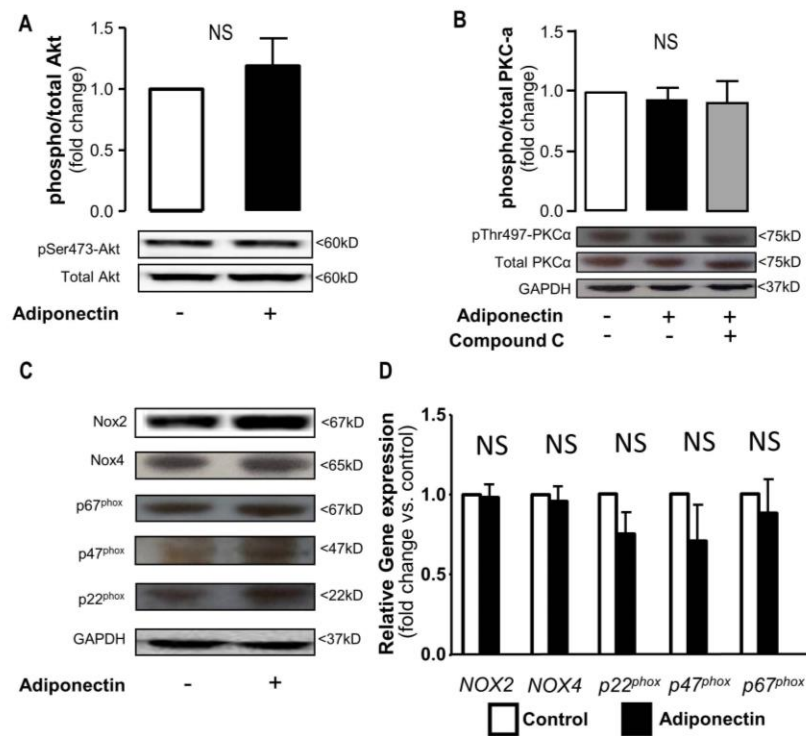 A
phospho/total Akt
(fold change)
1.5
1.0
0.5
0.0
NS
pSer473-Akt <60kD
Total Akt <60kD
Adiponectin - +
B
phospho/total PKC-a
(fold change)
1.5
1.0
0.5
0.0
NS
pThr497-PKCα <75kD
Total PKCα <75kD
GAPDH <37kD
Adiponectin - + +
Compound C - - +
C
Nox2 <67kD
Nox4 <65kD
p67phox <67kD
p47phox <47kD
p22phox <22kD
GAPDH <37kD
Adiponectin - +
D
Relative Gene expression
(fold change vs. control)
1.5
1.0
0.5
0.0
NS NS NS NS NS
NOX2 NOX4 p22phox p47phox p67phox
Control Adiponectin